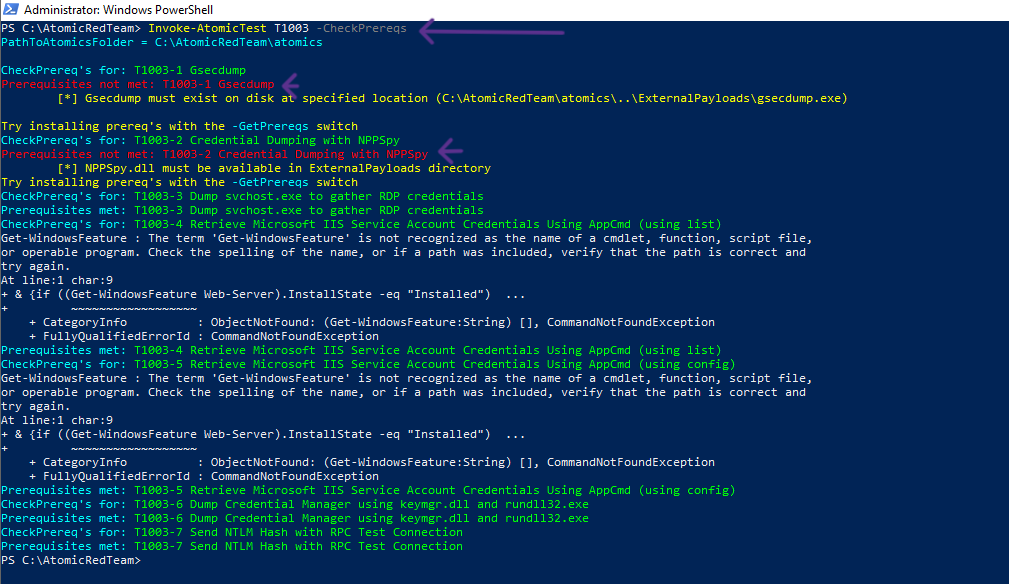 Administrator: Windows PowerShell
PS C:\AtomicRedTeam> Invoke-AtomicTest T1003 -CheckPrereqs
PathToAtomicsFolder = C:\AtomicRedTeam\atomics
CheckPrereq's for: T1003-1 Gsecdump
Prerequisites not met: T1003-1 Gsecdump
[*] Gsecdump must exist on disk at specified location (C:\AtomicRedTeam\atomics\..\ExternalPayloads\gsecdump.exe)
Try installing prereq's with the -GetPrereqs switch
CheckPrereq's for: T1003-2 Credential Dumping with NPPSpy
Prerequisites not met: T1003-2 Credential Dumping with NPPSpy
[*] NPPSpy.dll must be available in ExternalPayloads directory
Try installing prereq's with the -GetPrereqs switch
CheckPrereq's for: T1003-3 Dump svchost.exe to gather RDP credentials
Prerequisites met: T1003-3 Dump svchost.exe to gather RDP credentials
CheckPrereq's for: T1003-4 Retrieve Microsoft IIS Service Account Credentials Using AppCmd (using list)
Get-WindowsFeature : The term 'Get-WindowsFeature' is not recognized as the name of a cmdlet, function, script file,
or operable program. Check the spelling of the name, or if a path was included, verify that the path is correct and
try again.
At line:1 char:9
+ & {if ((Get-WindowsFeature Web-Server).InstallState -eq "Installed")  ...
+         ~~~~~~~~~~~~~~~~~~
+ CategoryInfo          : ObjectNotFound: (Get-WindowsFeature:String) [], CommandNotFoundException
+ FullyQualifiedErrorId : CommandNotFoundException
Prerequisites met: T1003-4 Retrieve Microsoft IIS Service Account Credentials Using AppCmd (using list)
CheckPrereq's for: T1003-5 Retrieve Microsoft IIS Service Account Credentials Using AppCmd (using config)
Get-WindowsFeature : The term 'Get-WindowsFeature' is not recognized as the name of a cmdlet, function, script file,
or operable program. Check the spelling of the name, or if a path was included, verify that the path is correct and
try again.
At line:1 char:9
+ & {if ((Get-WindowsFeature Web-Server).InstallState -eq "Installed")  ...
+         ~~~~~~~~~~~~~~~~~~
+ CategoryInfo          : ObjectNotFound: (Get-WindowsFeature:String) [], CommandNotFoundException
+ FullyQualifiedErrorId : CommandNotFoundException
Prerequisites met: T1003-5 Retrieve Microsoft IIS Service Account Credentials Using AppCmd (using config)
CheckPrereq's for: T1003-6 Dump Credential Manager using keymgr.dll and rundll32.exe
Prerequisites met: T1003-6 Dump Credential Manager using keymgr.dll and rundll32.exe
CheckPrereq's for: T1003-7 Send NTLM Hash with RPC Test Connection
Prerequisites met: T1003-7 Send NTLM Hash with RPC Test Connection
PS C:\AtomicRedTeam>